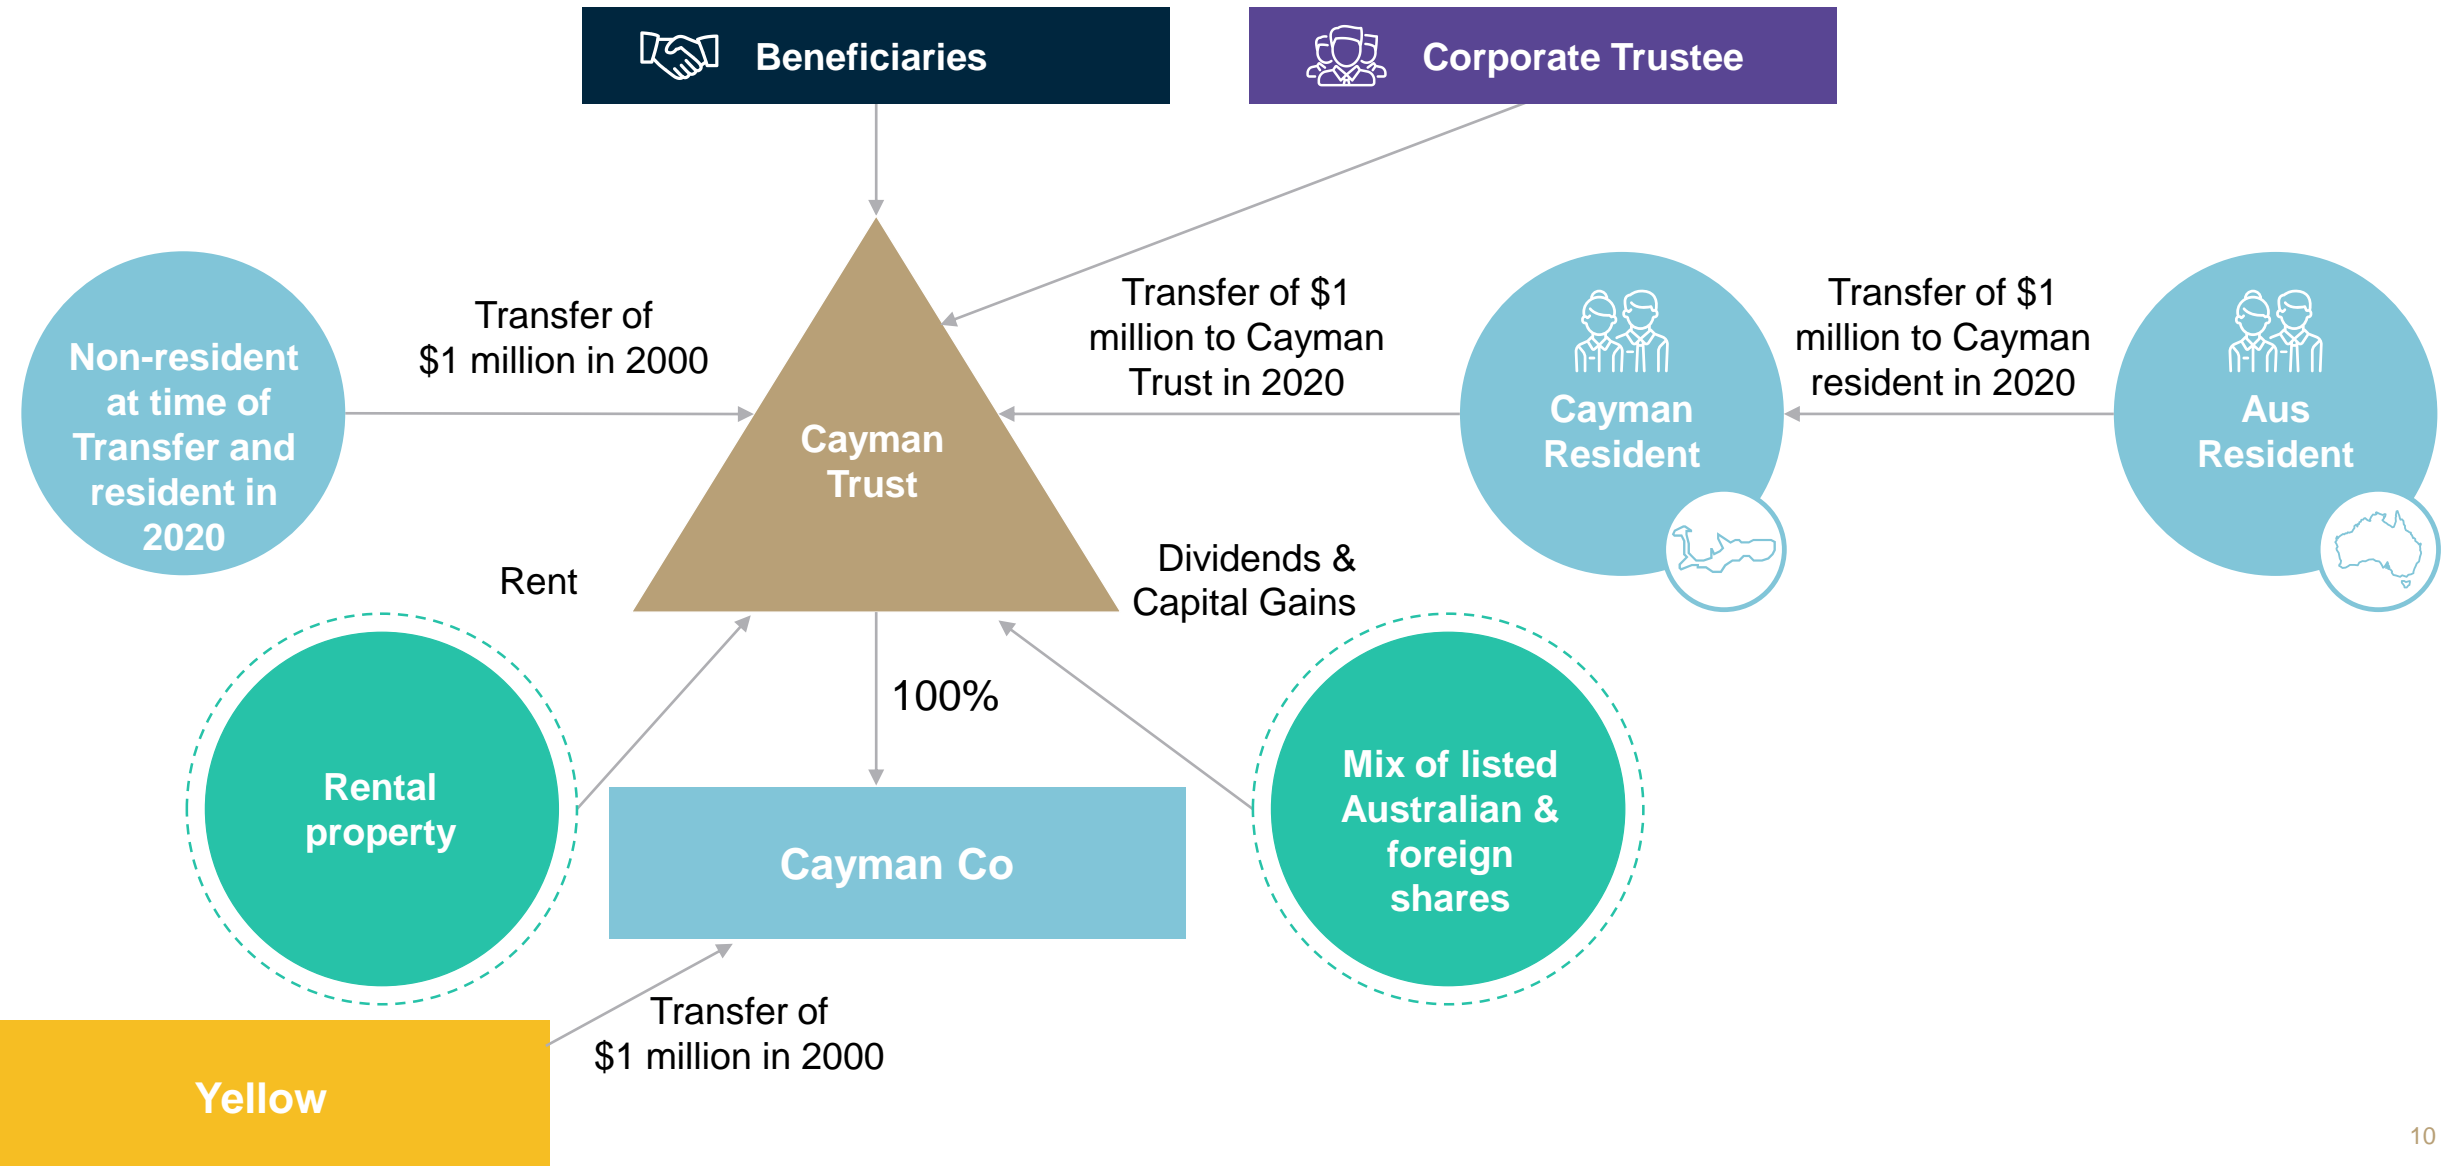 Beneficiaries
Corporate Trustee
Non-resident
at time of
Transfer and
resident in
2020
Transfer of
$1 million in 2000
Cayman
Trust
Transfer of $1
million to Cayman
Trust in 2020
Cayman
Resident
Transfer of $1
million to Cayman
resident in 2020
Aus
Resident
Rent
Dividends &
Capital Gains
Rental
property
100%
Cayman Co
Mix of listed
Australian &
foreign
shares
Transfer of
$1 million in 2000
Yellow
10